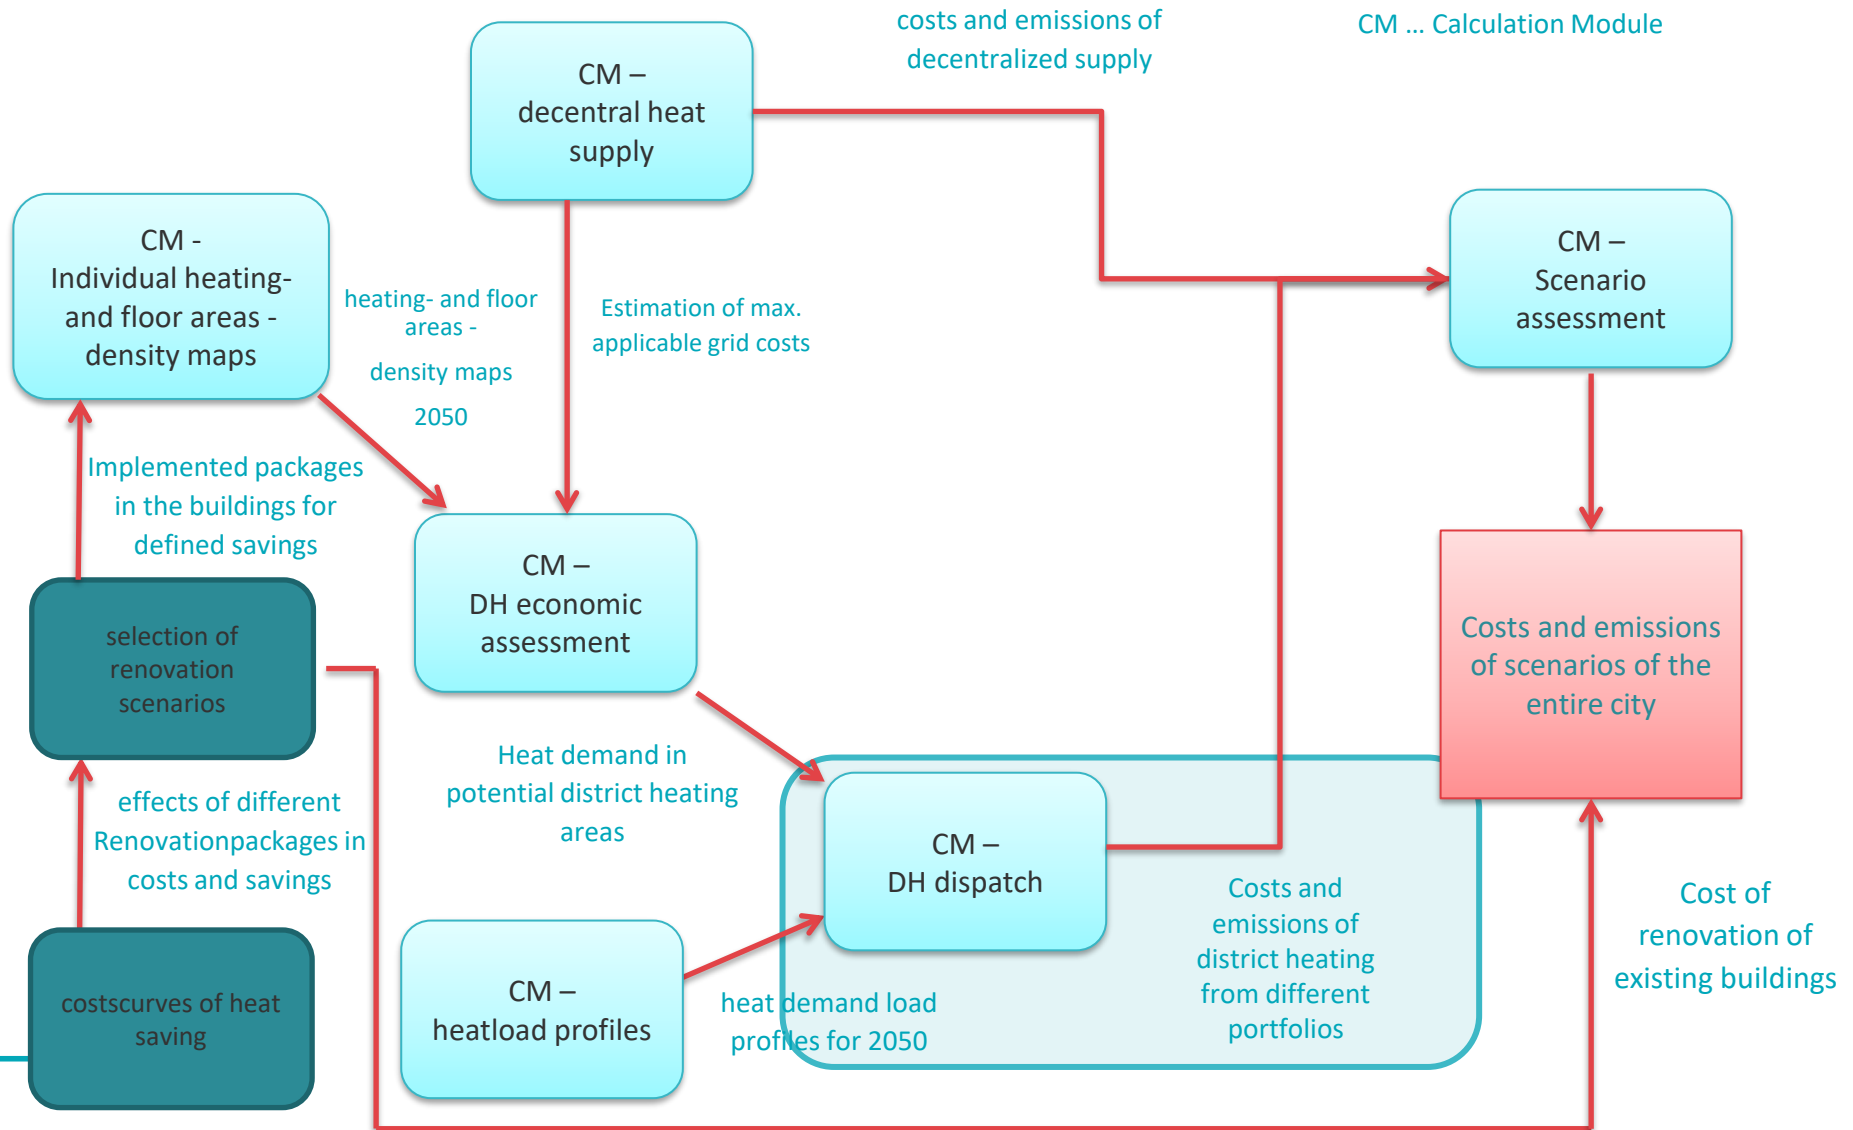 costs and emissions of
decentralized supply
CM ... Calculation Module
CM –
decentral heat
supply
CM -
Individual heating-
and floor areas -
density maps
heating- and floor
areas -
density maps
2050
Estimation of max.
applicable grid costs
CM –
Scenario
assessment
Implemented packages
in the buildings for
defined savings
CM –
DH economic
assessment
selection of
renovation
scenarios
Costs and emissions
of scenarios of the
entire city
Heat demand in
potential district heating
areas
effects of different
Renovationpackages in
costs and savings
CM –
DH dispatch
Costs and
emissions of
district heating
from different
portfolios
Cost of
renovation of
existing buildings
costscurves of heat
saving
CM –
heatload profiles
heat demand load
profiles for 2050